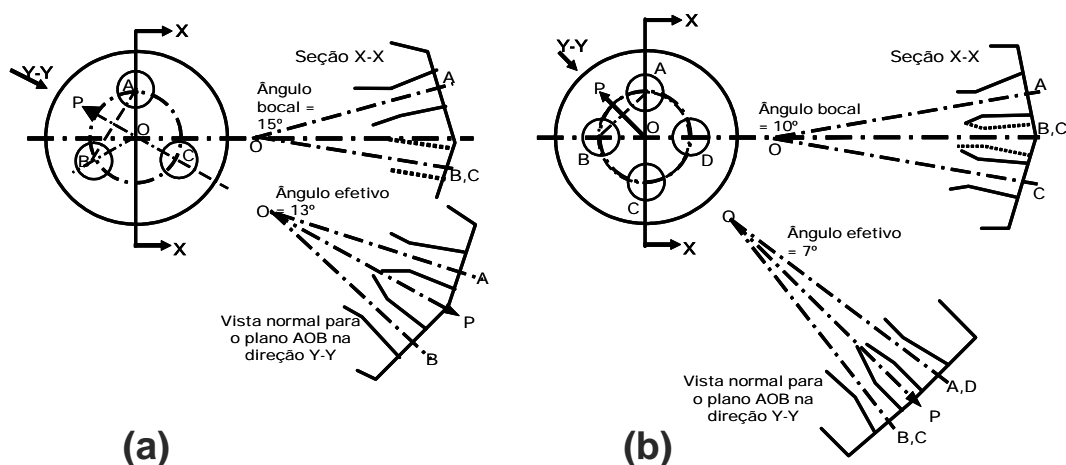 X
Y-Y
A
P
O
B
C
X
Seção X-X
Ângulo
bocal =
15º
A
O
B,C
Ângulo efetivo
= 13º
O
A
P
B
Vista normal para
o plano AOB na
direção Y-Y
(a)
X
Y-Y
A
P
O
B
D
C
X
Seção X-X
Ângulo bocal
= 10º
A
O
B,C
C
O
Ângulo efetivo
= 7º
A,D
P
B,C
Vista normal para
o plano AOB na
direção Y-Y
(b)